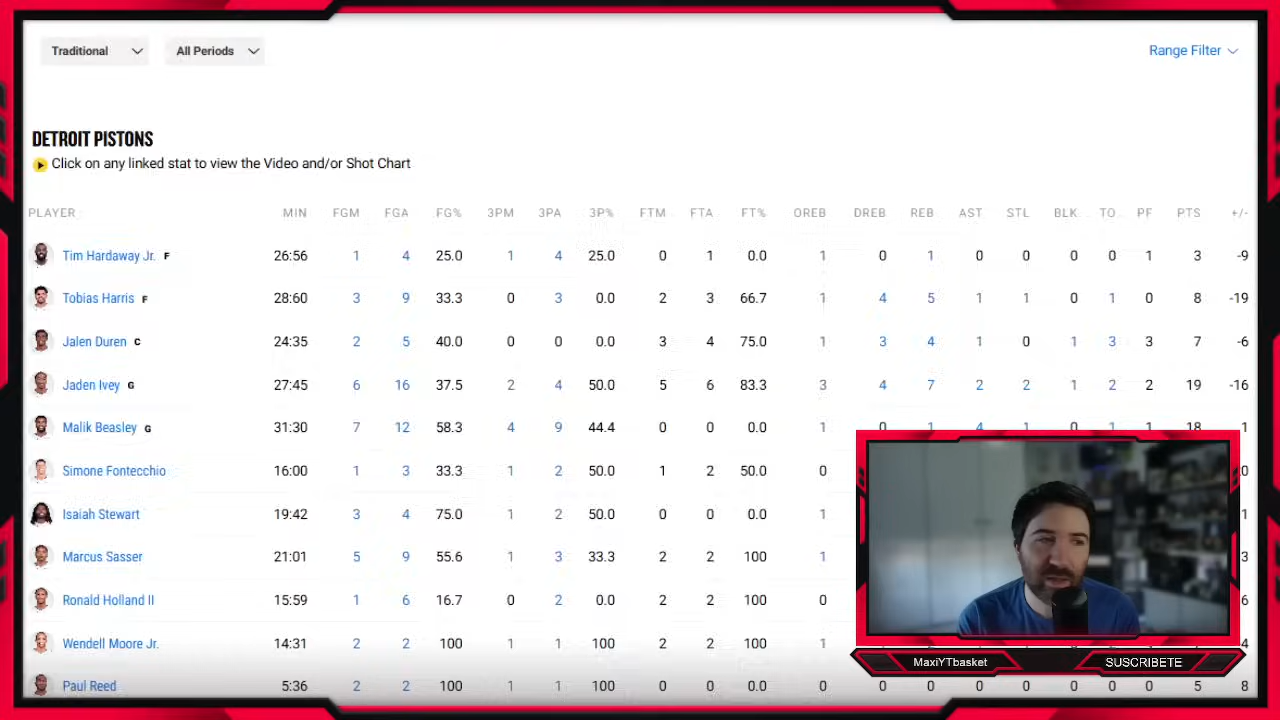 Traditional All Periods Range Filter
DETROIT PISTONS
Click on any linked stat to view the Video and/or Shot Chart
PLAYER MIN FGM FGA FG% 3PM 3PA 3P% FTM FTA FT% OREB DREB REB AST STL BLK TO PF PTS +/-
Tim Hardaway Jr. F 26:56 1 4 25.0 1 4 25.0 0 1 0.0 1 0 1 0 0 0 0 1 3 -9
Tobias Harris F 28:60 3 9 33.3 0 3 0.0 2 3 66.7 1 4 5 1 1 0 1 0 8 -19
Jalen Duren C 24:35 2 5 40.0 0 0 0.0 3 4 75.0 1 3 4 1 0 1 3 3 7 -6
Jaden Ivey G 27:45 6 16 37.5 2 4 50.0 5 6 83.3 3 4 7 2 2 1 2 2 19 -16
Malik Beasley G 31:30 7 12 58.3 4 9 44.4 0 0 0.0 1 0 1 4 1 0 1 1 18 1
Simone Fontecchio 16:00 1 3 33.3 1 2 50.0 1 2 50.0 0 0
Isaiah Stewart 19:42 3 4 75.0 1 2 50.0 0 0 0.0 1 1
Marcus Sasser 21:01 5 9 55.6 1 3 33.3 2 2 100 1 3
Ronald Holland II 15:59 1 6 16.7 0 2 0.0 2 2 100 0 6
Wendell Moore Jr. 14:31 2 2 100 1 1 100 2 2 100 1
Paul Reed 5:36 2 2 100 1 1 100 0 0 0.0 0 0 0 0 0 0 0 0 5 8
MaxiYTbasket SUSCRIBETE